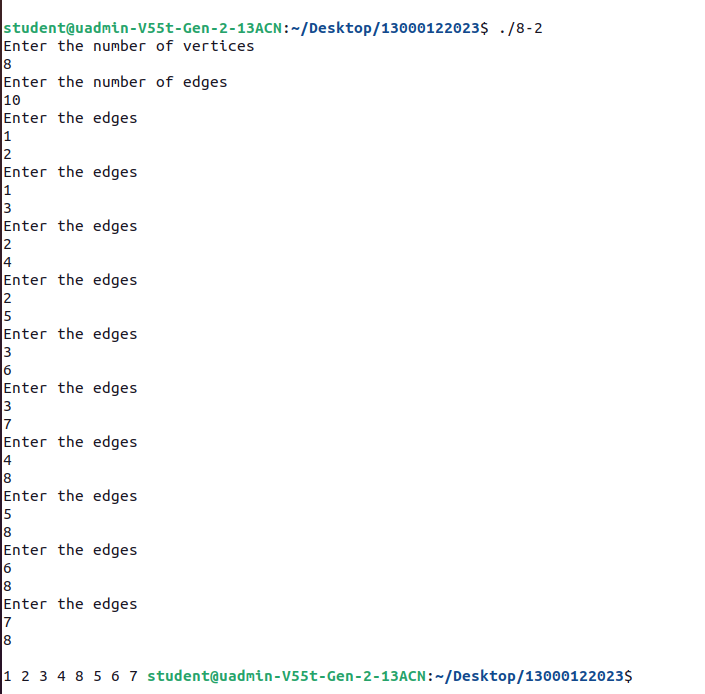 student@uadmin-V55t-Gen-2-13ACN:~/Desktop/13000122023$ ./8-2
Enter the number of vertices
8
Enter the number of edges
10
Enter the edges
1
2
Enter the edges
1
3
Enter the edges
2
4
Enter the edges
2
5
Enter the edges
3
6
Enter the edges
3
7
Enter the edges
4
8
Enter the edges
5
8
Enter the edges
6
8
Enter the edges
7
8
1 2 3 4 8 5 6 7 student@uadmin-V55t-Gen-2-13ACN:~/Desktop/13000122023$